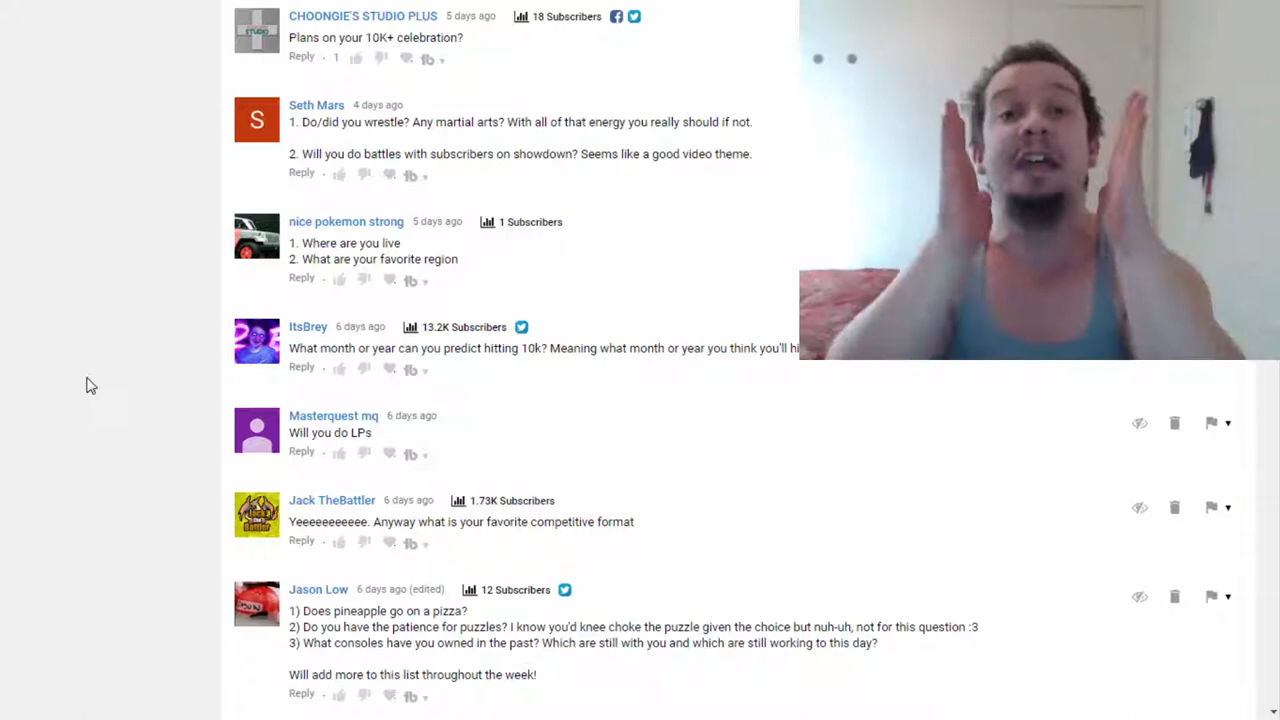 CHOONGIE'S STUDIO PLUS 5 days ago 18 Subscribers
Plans on your 10K+ celebration?
Reply · 1
S
Seth Mars 4 days ago
1. Do/did you wrestle? Any martial arts? With all of that energy you really should if not.
2. Will you do battles with subscribers on showdown? Seems like a good video theme.
Reply ·
nice pokemon strong 5 days ago 1 Subscribers
1. Where are you live
2. What are your favorite region
Reply ·
ItsBrey 6 days ago 13.2K Subscribers
What month or year can you predict hitting 10k? Meaning what month or year you think you'll hi
Reply ·
Masterquest mq 6 days ago
Will you do LPs
Reply ·
Jack TheBattler 6 days ago 1.73K Subscribers
Yeeeeeeeeeee. Anyway what is your favorite competitive format
Reply ·
Jason Low 6 days ago (edited) 12 Subscribers
1) Does pineapple go on a pizza?
2) Do you have the patience for puzzles? I know you'd knee choke the puzzle given the choice but nuh-uh, not for this question :3
3) What consoles have you owned in the past? Which are still with you and which are still working to this day?
Will add more to this list throughout the week!
Reply ·